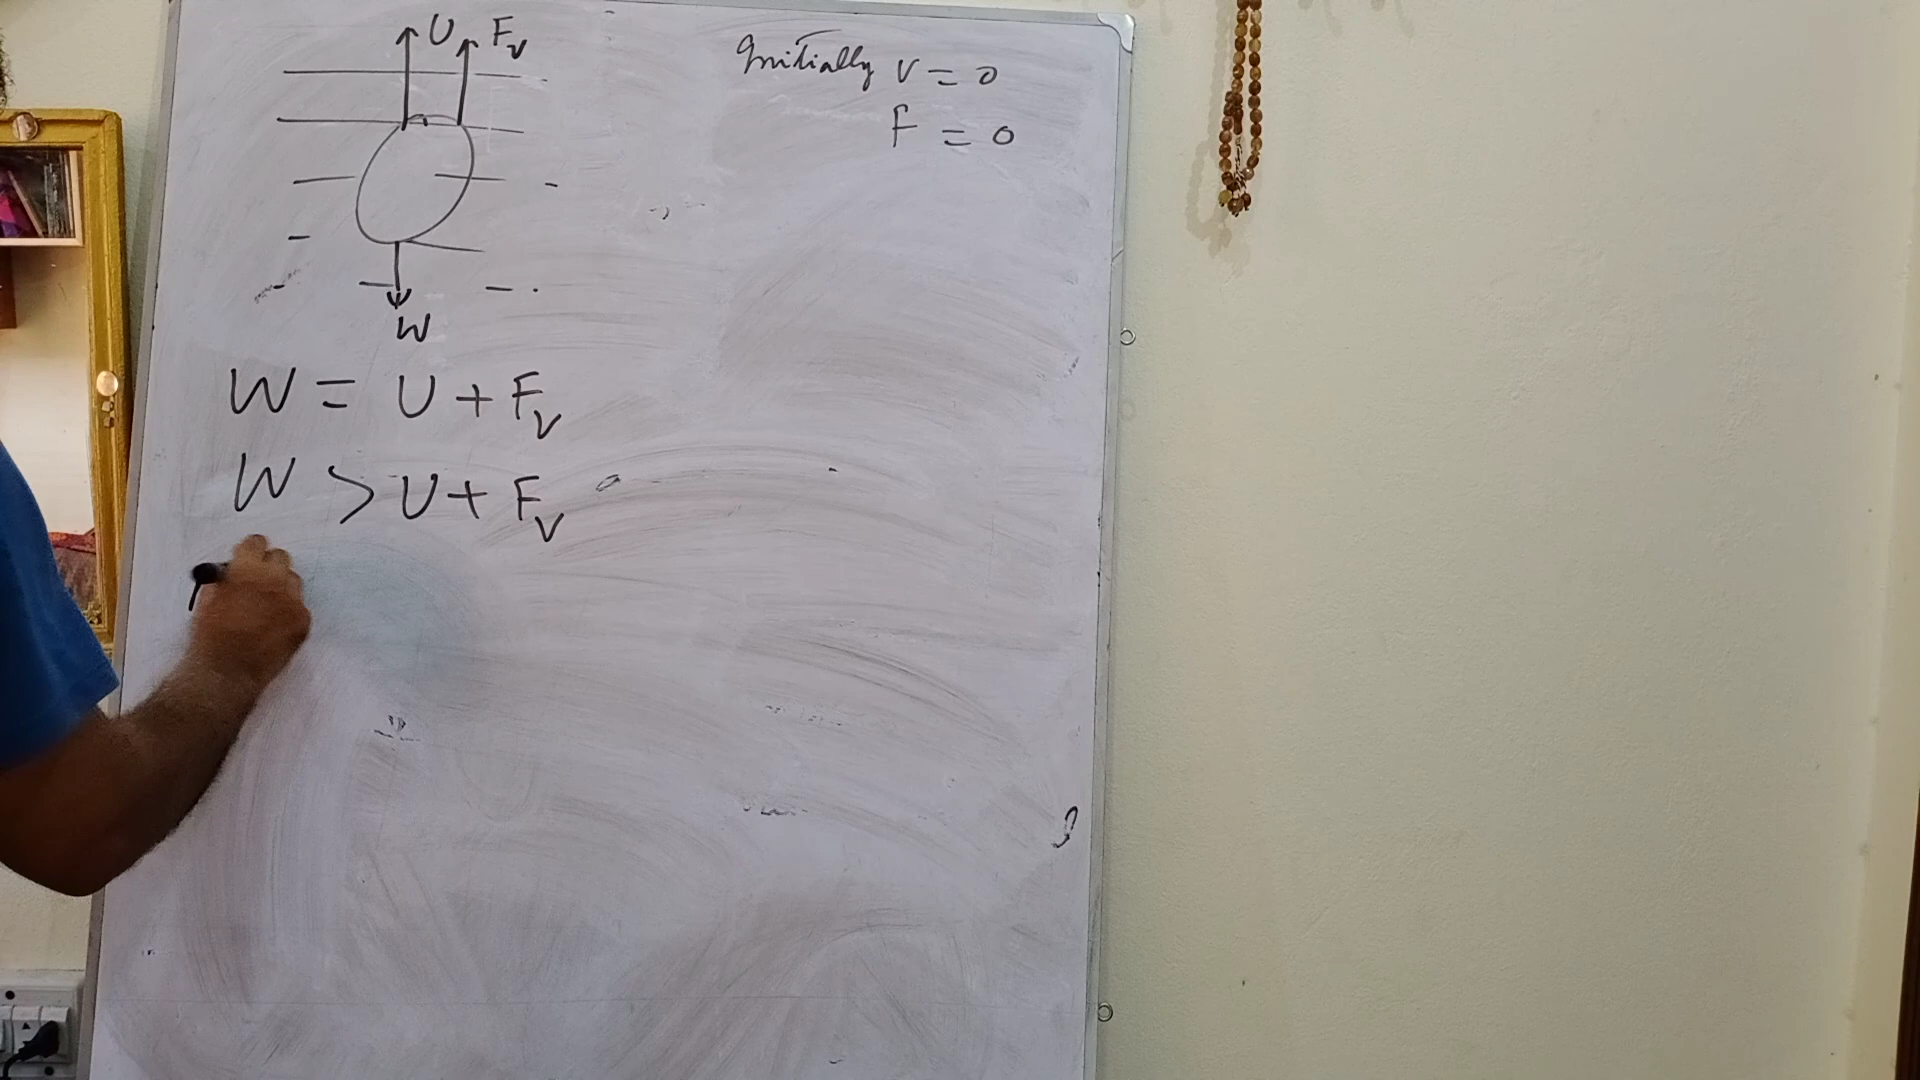 U Fv
Initially v = 0
F = 0
W
W = U + Fv
W > U + Fv